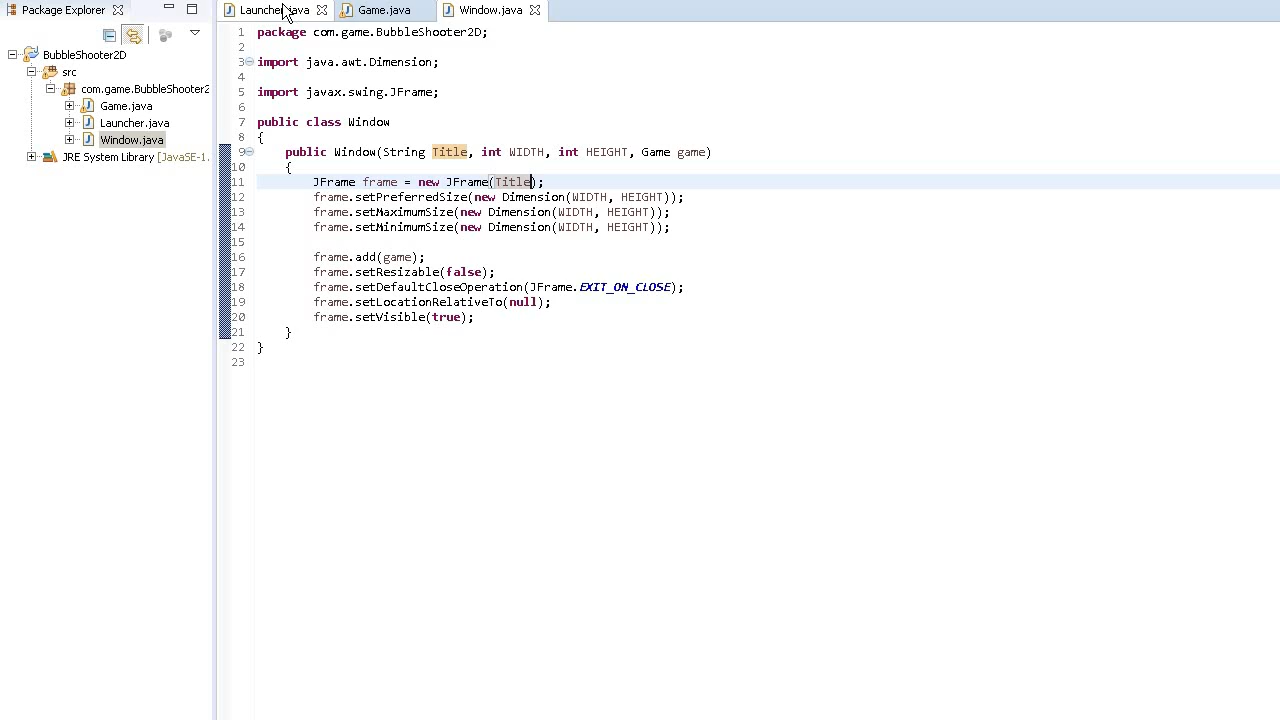 Package Explorer
BubbleShooter2D
src
com.game.BubbleShooter2
Game.java
Launcher.java
Window.java
JRE System Library [JavaSE-1.
Launcher.java Game.java Window.java
1 package com.game.BubbleShooter2D;
2
3 import java.awt.Dimension;
4
5 import javax.swing.JFrame;
6
7 public class Window
8 {
9 public Window(String Title, int WIDTH, int HEIGHT, Game game)
10 {
11 JFrame frame = new JFrame(Title);
12 frame.setPreferredSize(new Dimension(WIDTH, HEIGHT));
13 frame.setMaximumSize(new Dimension(WIDTH, HEIGHT));
14 frame.setMinimumSize(new Dimension(WIDTH, HEIGHT));
15
16 frame.add(game);
17 frame.setResizable(false);
18 frame.setDefaultCloseOperation(JFrame.EXIT_ON_CLOSE);
19 frame.setLocationRelativeTo(null);
20 frame.setVisible(true);
21 }
22 }
23